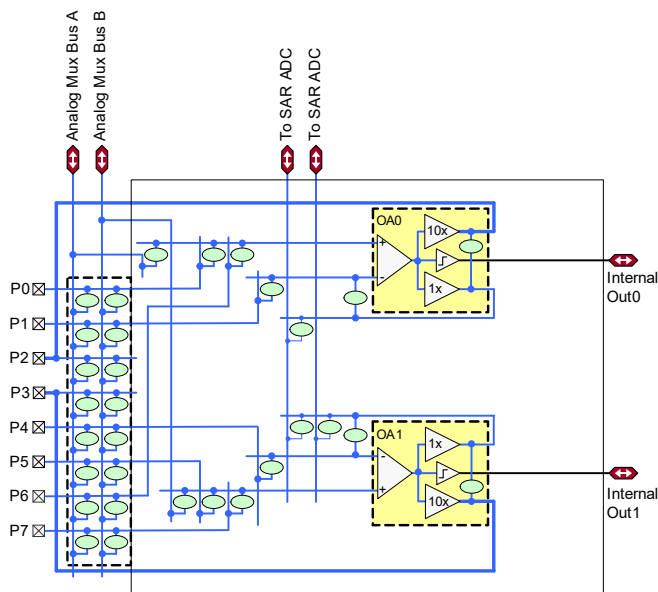 Analog Mux Bus A
Analog Mux Bus B
To SAR ADC
To SAR ADC
OA0
+
-
10x
1x
Internal
Out0
P0
P1
P2
P3
P4
P5
P6
P7
OA1
-
+
1x
10x
Internal
Out1